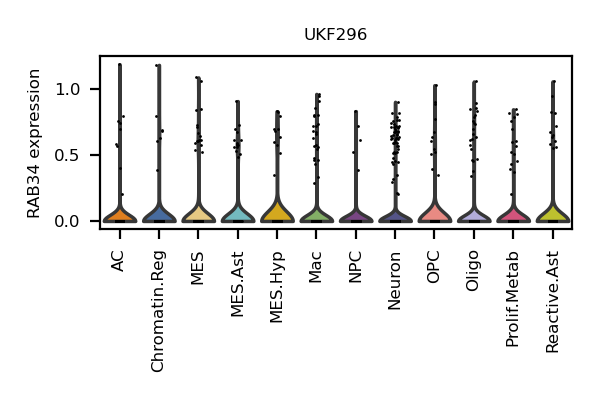 UKF296
RAB34 expression
1.0
0.5
0.0
AC
Chromatin.Reg
MES
MES.Ast
MES.Hyp
Mac
NPC
Neuron
OPC
Oligo
Prolif.Metab
Reactive.Ast